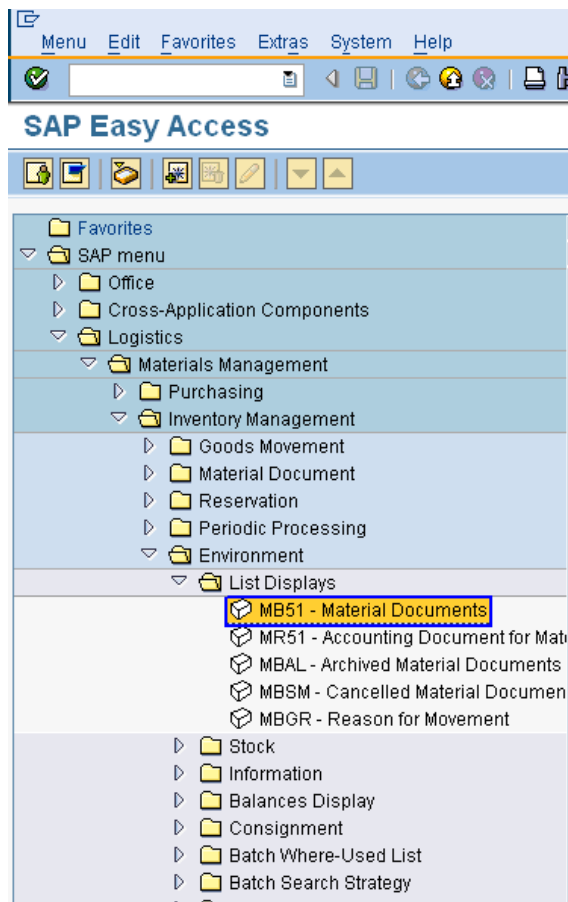 Menu Edit Favorites Extras System Help
SAP Easy Access
Favorites
SAP menu
Office
Cross-Application Components
Logistics
Materials Management
Purchasing
Inventory Management
Goods Movement
Material Document
Reservation
Periodic Processing
Environment
List Displays
MB51 - Material Documents
MR51 - Accounting Document for Mat
MBAL - Archived Material Documents
MBSM - Cancelled Material Documen
MBGR - Reason for Movement
Stock
Information
Balances Display
Consignment
Batch Where-Used List
Batch Search Strategy